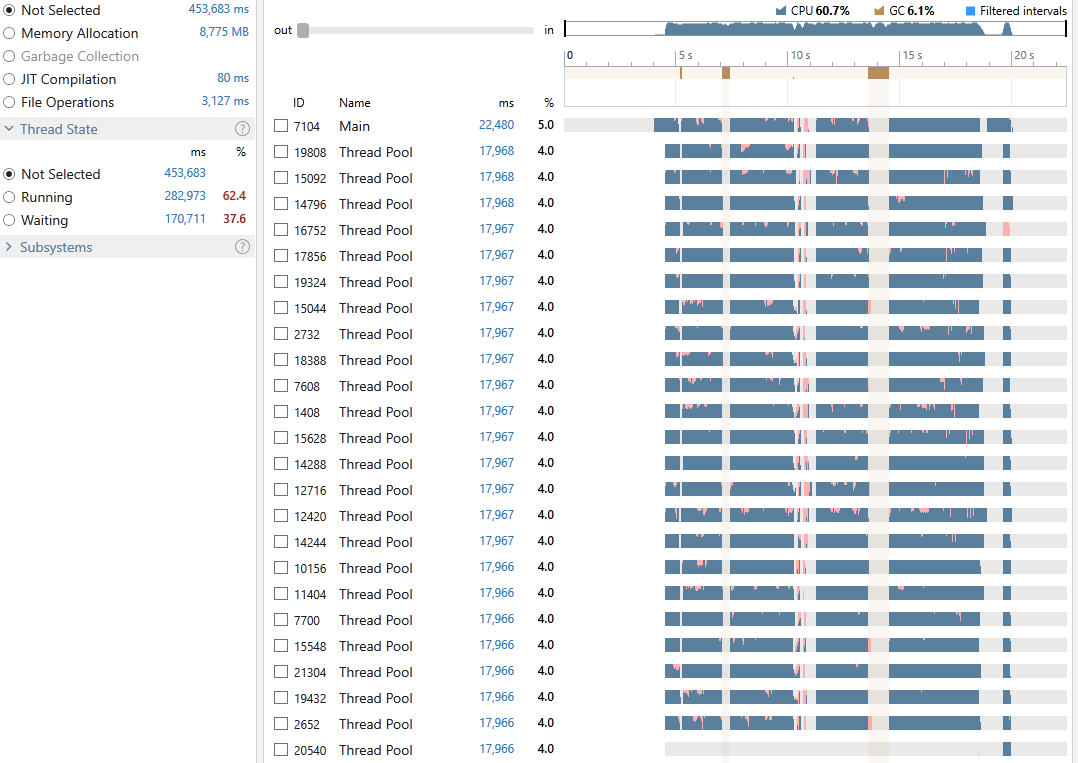 Not Selected 453,683 ms
Memory Allocation 8,775 MB
Garbage Collection
JIT Compilation 80 ms
File Operations 3,127 ms
Thread State ?
ms %
Not Selected 453,683
Running 282,973 62.4
Waiting 170,711 37.6
Subsystems ?
CPU 60.7% GC 6.1% Filtered intervals
out in
0 5 s 10 s 15 s 20 s
ID Name ms %
7104 Main 22,480 5.0
19808 Thread Pool 17,968 4.0
15092 Thread Pool 17,968 4.0
14796 Thread Pool 17,968 4.0
16752 Thread Pool 17,967 4.0
17856 Thread Pool 17,967 4.0
19324 Thread Pool 17,967 4.0
15044 Thread Pool 17,967 4.0
2732 Thread Pool 17,967 4.0
18388 Thread Pool 17,967 4.0
7608 Thread Pool 17,967 4.0
1408 Thread Pool 17,967 4.0
15628 Thread Pool 17,967 4.0
14288 Thread Pool 17,967 4.0
12716 Thread Pool 17,967 4.0
12420 Thread Pool 17,967 4.0
14244 Thread Pool 17,967 4.0
10156 Thread Pool 17,966 4.0
11404 Thread Pool 17,966 4.0
7700 Thread Pool 17,966 4.0
15548 Thread Pool 17,966 4.0
21304 Thread Pool 17,966 4.0
19432 Thread Pool 17,966 4.0
2652 Thread Pool 17,966 4.0
20540 Thread Pool 17,966 4.0